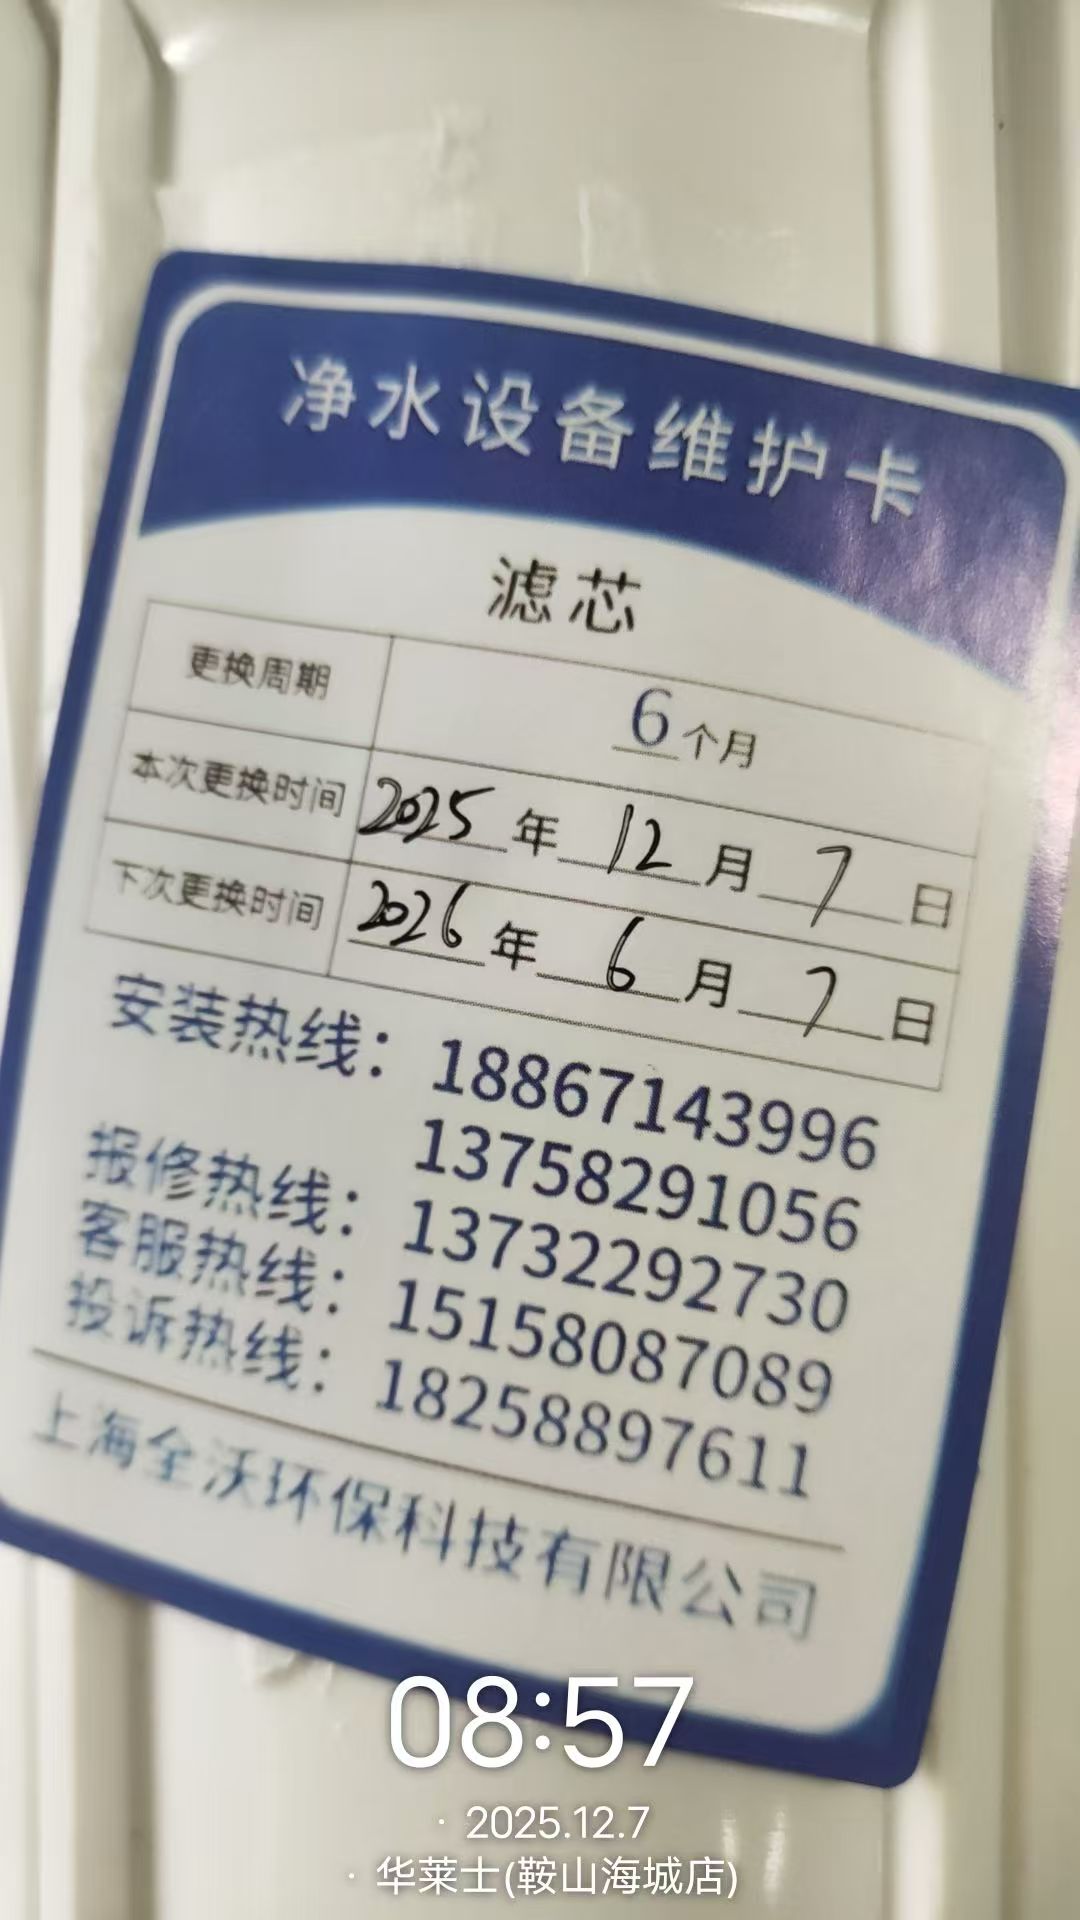 净水设备维护卡
滤芯
更换周期 6个月
本次更换时间 2025年12月7日
下次更换时间 2026年6月7日
安装热线：18867143996
13758291056
报修热线：13732292730
客服热线：15158087089
投诉热线：18258897611
上海全沃环保科技有限公司
08:57
· 2025.12.7
· 华莱士(鞍山海城店)